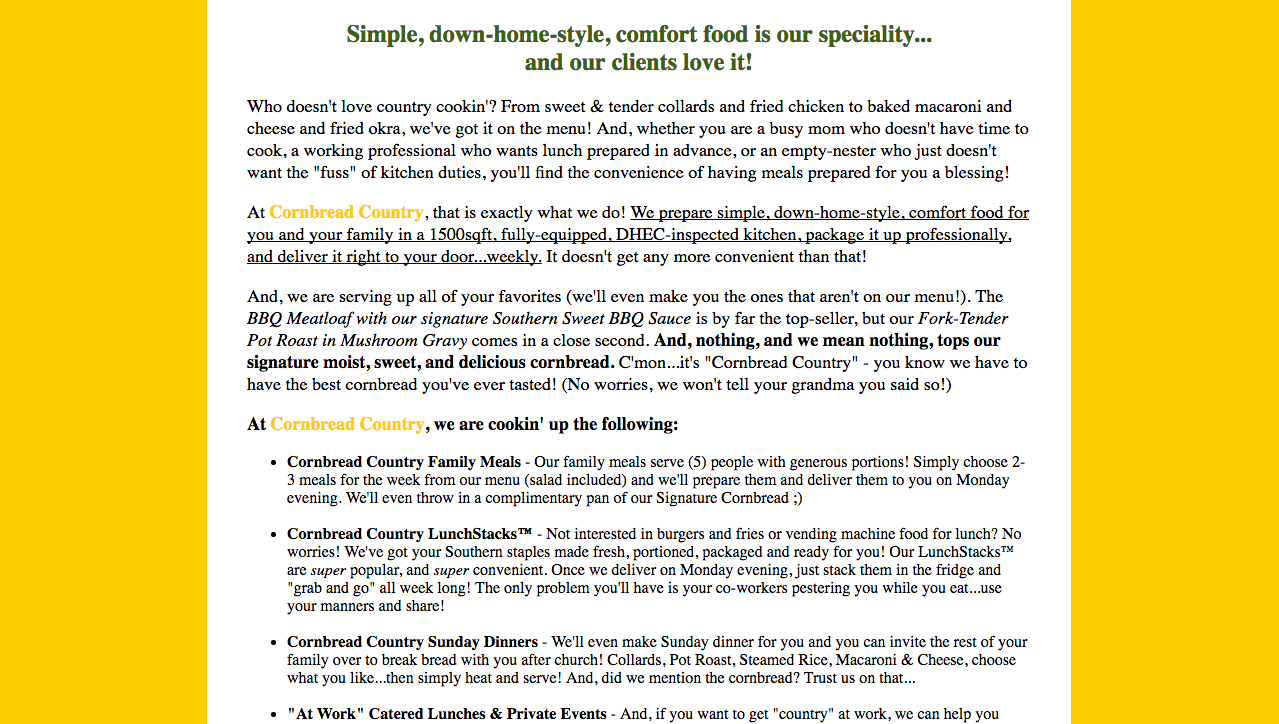 Simple, down-home-style, comfort food is our speciality...
and our clients love it!
Who doesn't love country cookin'? From sweet & tender collards and fried chicken to baked macaroni and
cheese and fried okra, we've got it on the menu! And, whether you are a busy mom who doesn't have time to
cook, a working professional who wants lunch prepared in advance, or an empty-nester who just doesn't
want the "fuss" of kitchen duties, you'll find the convenience of having meals prepared for you a blessing!
At Cornbread Country, that is exactly what we do! We prepare simple, down-home-style, comfort food for
you and your family in a 1500sqft, fully-equipped, DHEC-inspected kitchen, package it up professionally,
and deliver it right to your door...weekly. It doesn't get any more convenient than that!
And, we are serving up all of your favorites (we'll even make you the ones that aren't on our menu!). The
BBQ Meatloaf with our signature Southern Sweet BBQ Sauce is by far the top-seller, but our Fork-Tender
Pot Roast in Mushroom Gravy comes in a close second. And, nothing, and we mean nothing, tops our
signature moist, sweet, and delicious cornbread. C'mon...it's "Cornbread Country" - you know we have to
have the best cornbread you've ever tasted! (No worries, we won't tell your grandma you said so!)
At Cornbread Country, we are cookin' up the following:
• Cornbread Country Family Meals - Our family meals serve (5) people with generous portions! Simply choose 2-
3 meals for the week from our menu (salad included) and we'll prepare them and deliver them to you on Monday
evening. We'll even throw in a complimentary pan of our Signature Cornbread ;)
• Cornbread Country LunchStacks™ - Not interested in burgers and fries or vending machine food for lunch? No
worries! We've got your Southern staples made fresh, portioned, packaged and ready for you! Our LunchStacks™
are super popular, and super convenient. Once we deliver on Monday evening, just stack them in the fridge and
"grab and go" all week long! The only problem you'll have is your co-workers pestering you while you eat...use
your manners and share!
• Cornbread Country Sunday Dinners - We'll even make Sunday dinner for you and you can invite the rest of your
family over to break bread with you after church! Collards, Pot Roast, Steamed Rice, Macaroni & Cheese, choose
what you like...then simply heat and serve! And, did we mention the cornbread? Trust us on that...
• "At Work" Catered Lunches & Private Events - And, if you want to get "country" at work, we can help you